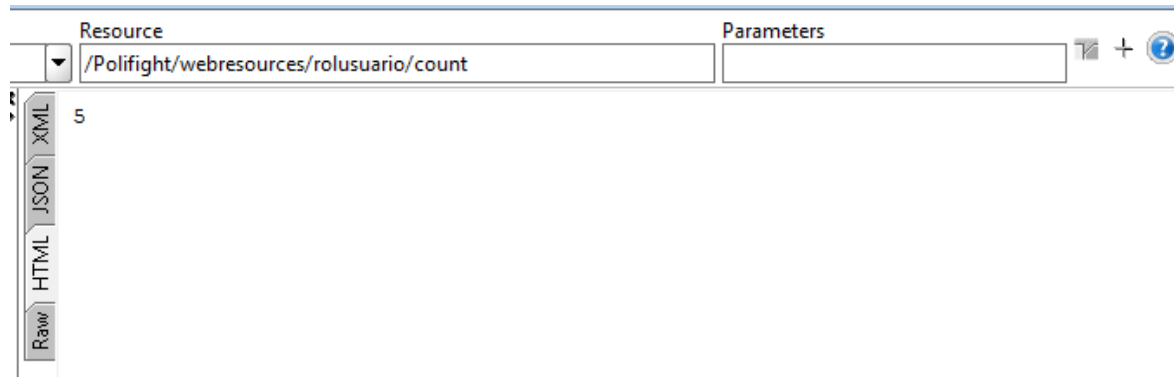 Resource
Parameters
/Polifight/webresources/rolusuario/count
?
5
XML
JSON
HTML
Raw